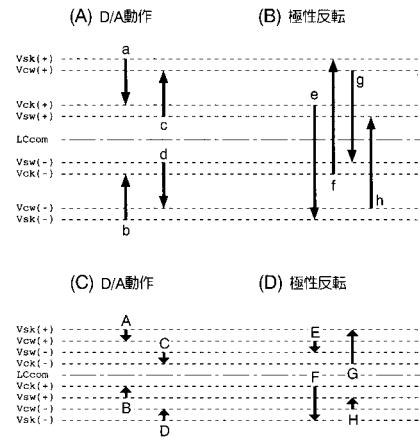 (A) D/A動作 (B) 極性反転
Vsk(+) a
Vcw(+) g
Vck(+) e
Vsw(+) c
LCcom
Vsw(-) d
Vck(-) f
Vcw(-) h
Vsk(-) b
(C) D/A動作 (D) 極性反転
Vsk(+) A
Vcw(+) C E
Vsw(-)
Vck(-)
LCcom F G
Vck(+)
Vsw(+) B H
Vcw(-)
Vsk(-) D